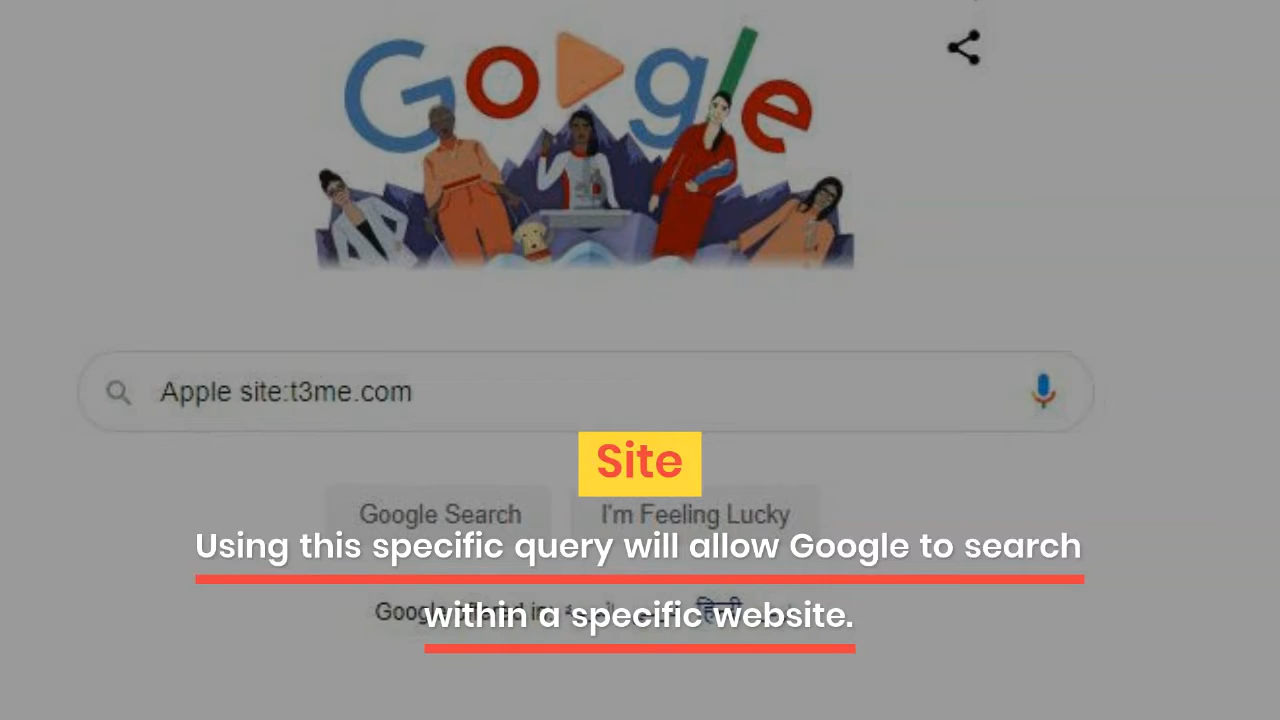 Google
Apple site:t3me.com
Site
Google Search
I'm Feeling Lucky
Using this specific query will allow Google to search
within a specific website.
हिन्दी